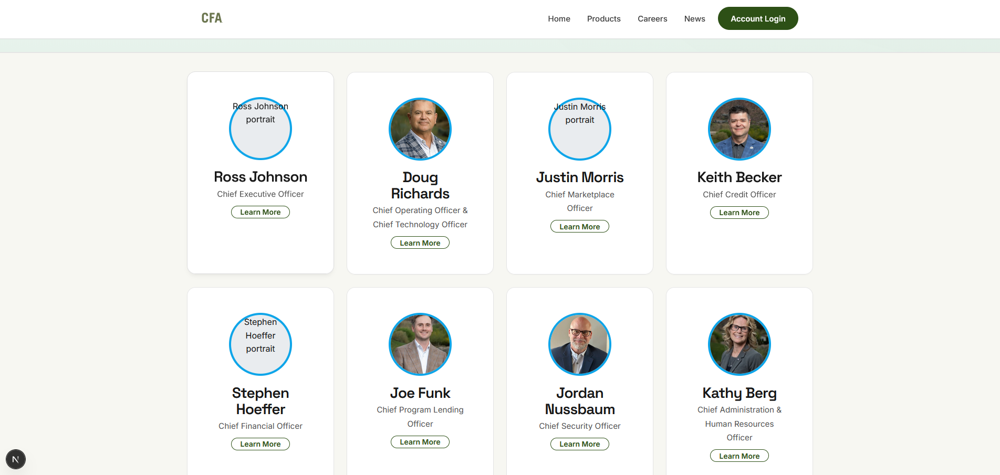 CFA
Home
Products
Careers
News
Account Login
Ross Johnson
portrait
Ross Johnson
Chief Executive Officer
Learn More
Doug
Richards
Chief Operating Officer &
Chief Technology Officer
Learn More
Justin Morris
portrait
Justin Morris
Chief Marketplace
Officer
Learn More
Keith Becker
Chief Credit Officer
Learn More
Stephen
Hoeffer
portrait
Stephen
Hoeffer
Chief Financial Officer
Learn More
Joe Funk
Chief Program Lending
Officer
Learn More
Jordan
Nussbaum
Chief Security Officer
Learn More
Kathy Berg
Chief Administration &
Human Resources
Officer
Learn More
N